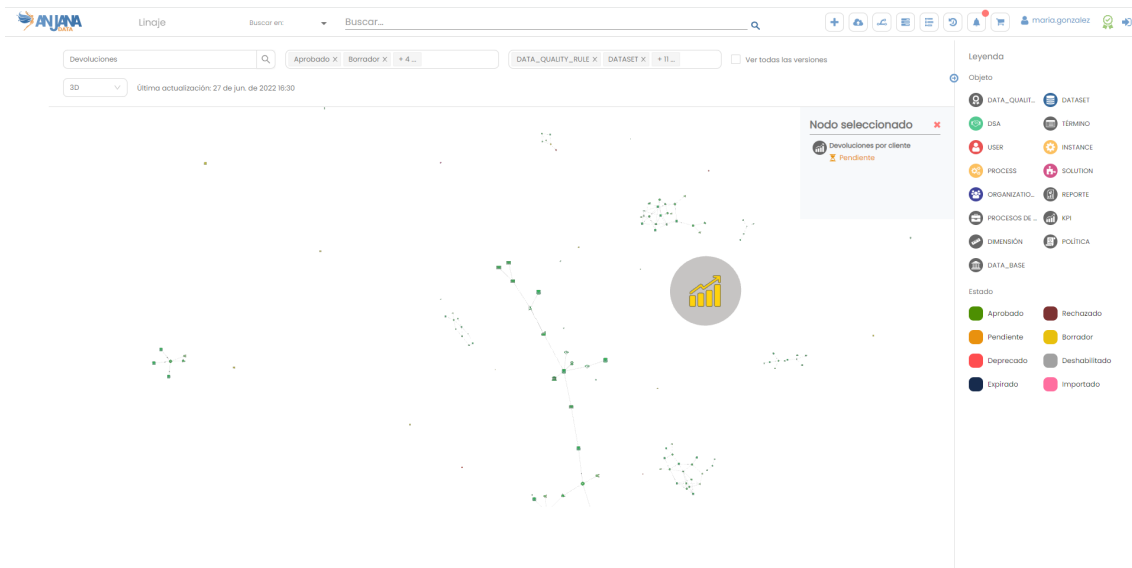 ANJANA
DATA
Linaje
Buscar en:
Buscar...
maria.gonzalez
Devoluciones
Aprobado × Borrador × + 4 ...
DATA_QUALITY_RULE × DATASET × + 11 ...
Ver todas las versiones
3D
Última actualización: 27 de jun. de 2022 16:30
Nodo seleccionado
Devoluciones por cliente
Pendiente
Leyenda
Objeto
DATA_QUALIT... DATASET
DSA TÉRMINO
USER INSTANCE
PROCESS SOLUTION
ORGANIZATIO... REPORTE
PROCESOS DE ... KPI
DIMENSIÓN POLÍTICA
DATA_BASE
Estado
Aprobado Rechazado
Pendiente Borrador
Deprecado Deshabilitado
Expirado Importado